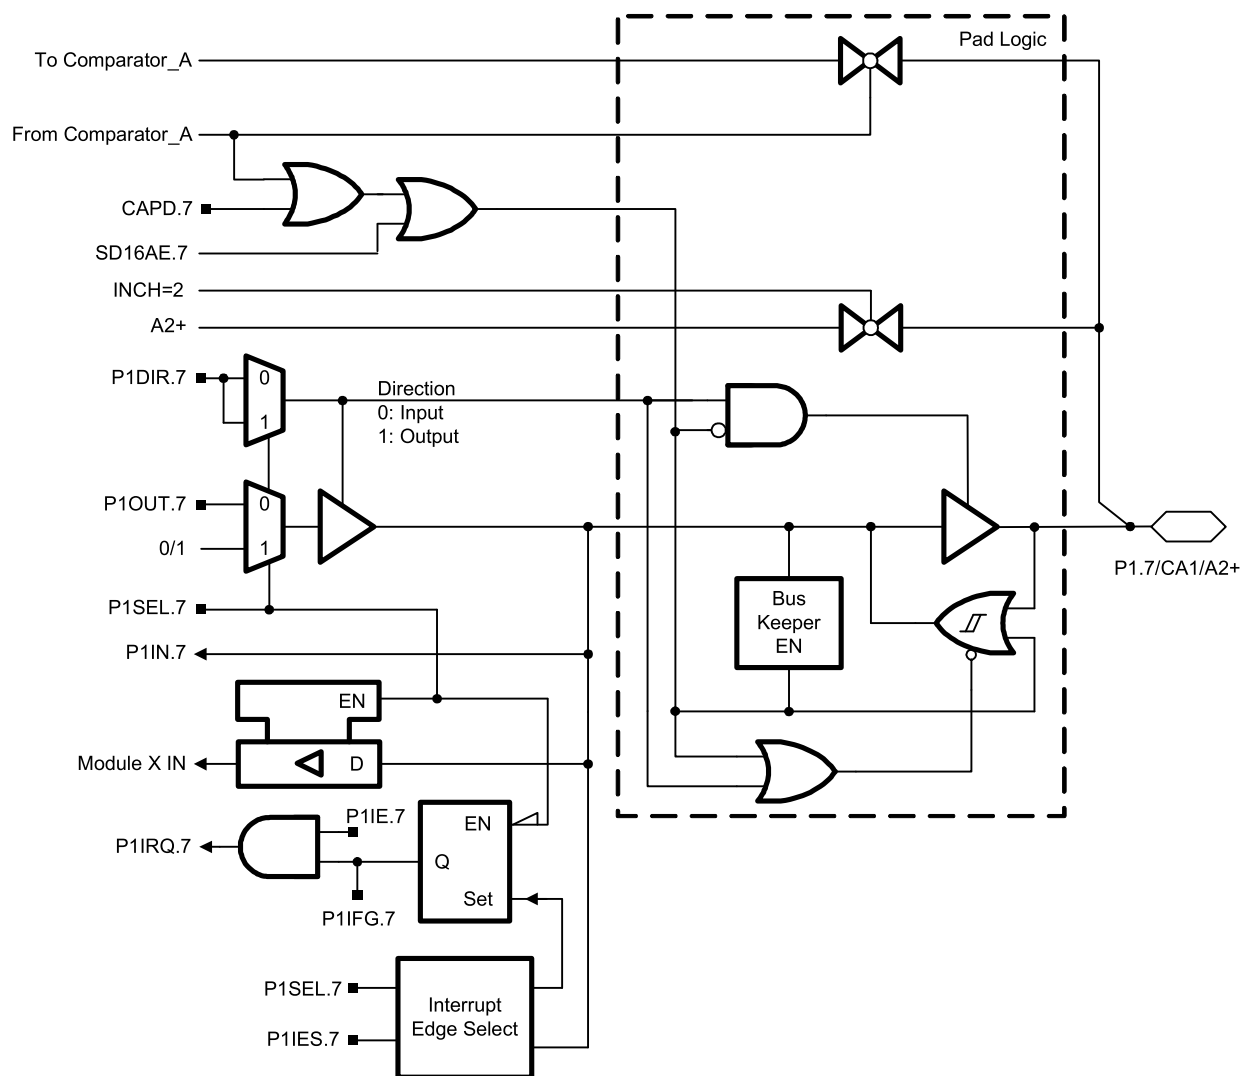 Pad Logic
To Comparator_A
From Comparator_A
CAPD.7
SD16AE.7
INCH=2
A2+
P1DIR.7
0
1
Direction
0: Input
1: Output
P1OUT.7
0
0/1
1
P1SEL.7
P1IN.7
Bus
Keeper
EN
P1.7/CA1/A2+
EN
Module X IN
D
P1IE.7
P1IRQ.7
EN
Q
Set
P1IFG.7
P1SEL.7
P1IES.7
Interrupt
Edge Select